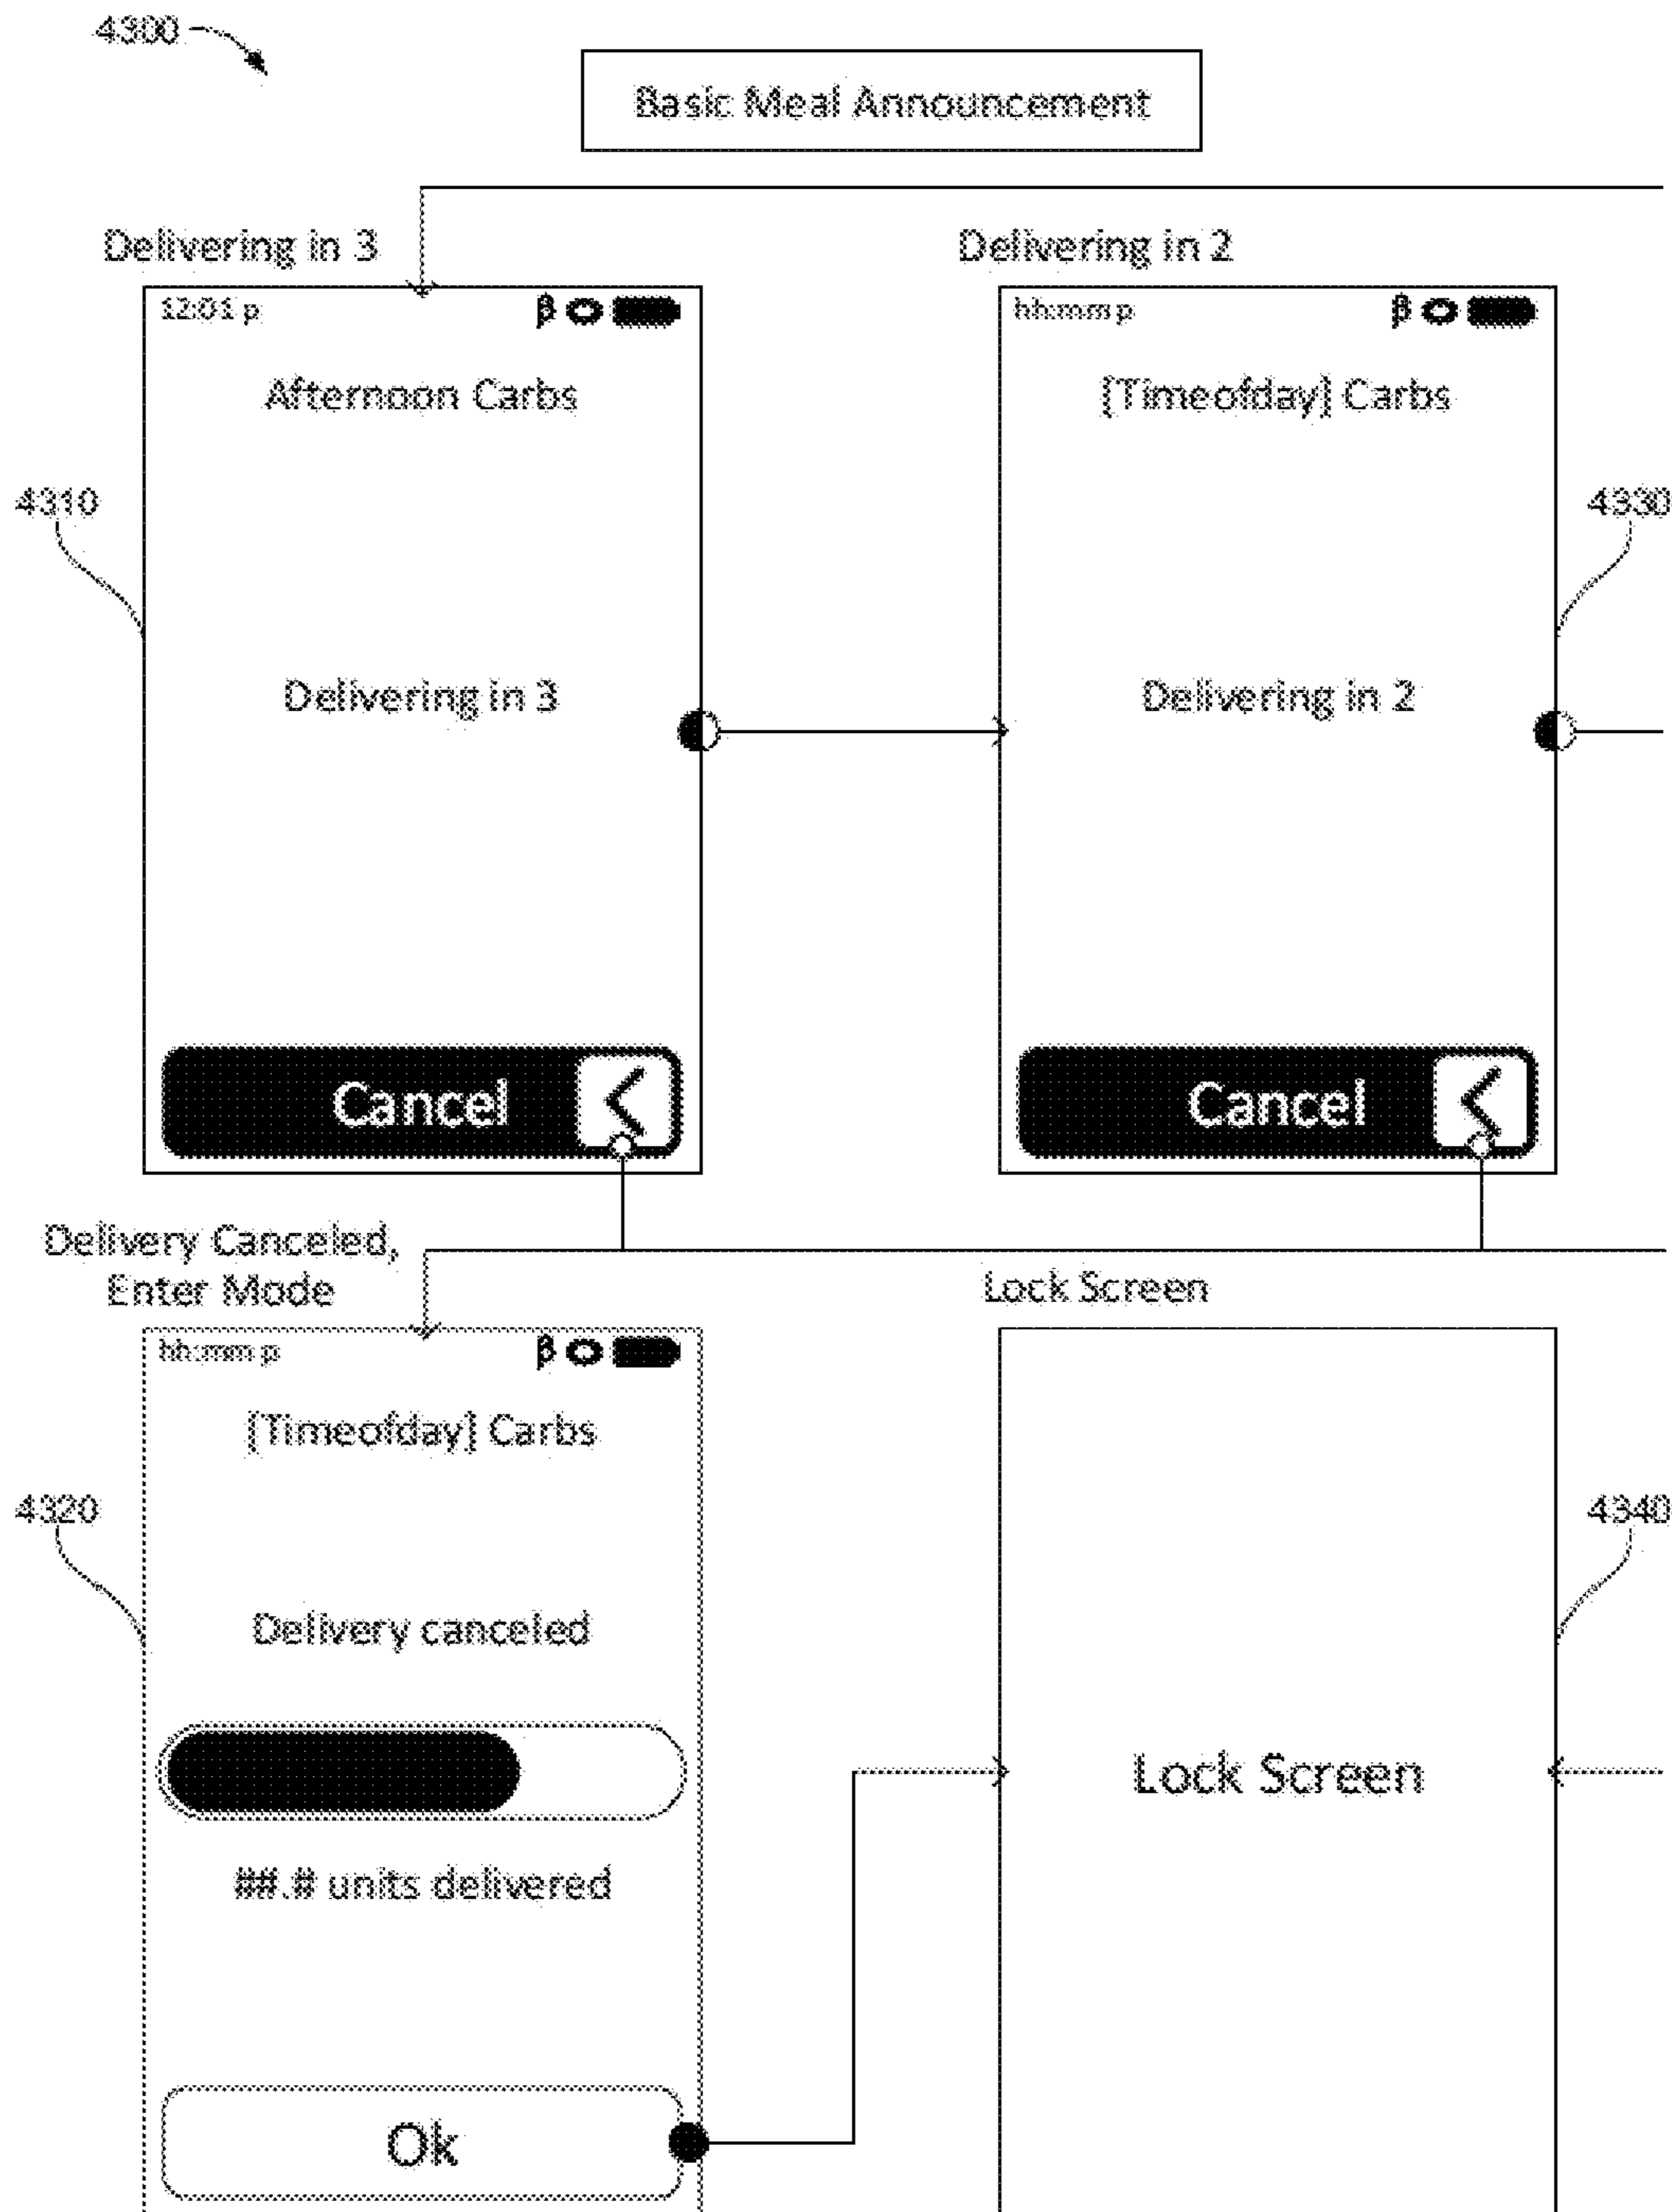 4300
Basic Meal Announcement
Delivering in 3
Delivering in 2
12:01 p
β
hh:mm p
β
Afternoon Carbs
[Timeofday] Carbs
4310
4330
Delivering in 3
Delivering in 2
Cancel
Cancel
Delivery Canceled,
Enter Mode
Lock Screen
hh:mm p
β
[Timeofday] Carbs
4320
4340
Delivery canceled
Lock Screen
##.# units delivered
Ok